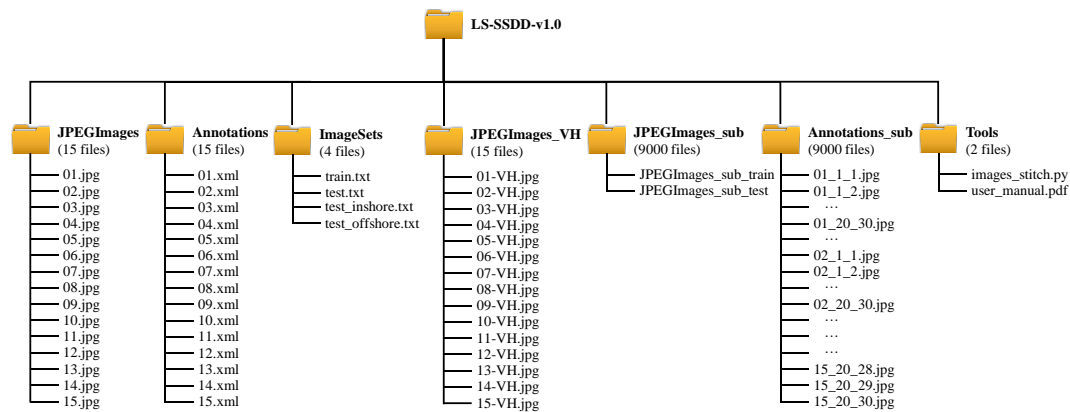 LS-SSDD-v1.0
JPEGImages
(15 files)
01.jpg
02.jpg
03.jpg
04.jpg
05.jpg
06.jpg
07.jpg
08.jpg
09.jpg
10.jpg
11.jpg
12.jpg
13.jpg
14.jpg
15.jpg
Annotations
(15 files)
01.xml
02.xml
03.xml
04.xml
05.xml
06.xml
07.xml
08.xml
09.xml
10.xml
11.xml
12.xml
13.xml
14.xml
15.xml
ImageSets
(4 files)
train.txt
test.txt
test_inshore.txt
test_offshore.txt
JPEGImages_VH
(15 files)
01-VH.jpg
02-VH.jpg
03-VH.jpg
04-VH.jpg
05-VH.jpg
06-VH.jpg
07-VH.jpg
08-VH.jpg
09-VH.jpg
10-VH.jpg
11-VH.jpg
12-VH.jpg
13-VH.jpg
14-VH.jpg
15-VH.jpg
JPEGImages_sub
(9000 files)
JPEGImages_sub_train
JPEGImages_sub_test
Annotations_sub
(9000 files)
01_1_1.jpg
01_1_2.jpg
…
01_20_30.jpg
…
02_1_1.jpg
02_1_2.jpg
…
02_20_30.jpg
…
…
…
15_20_28.jpg
15_20_29.jpg
15_20_30.jpg
Tools
(2 files)
images_stitch.py
user_manual.pdf